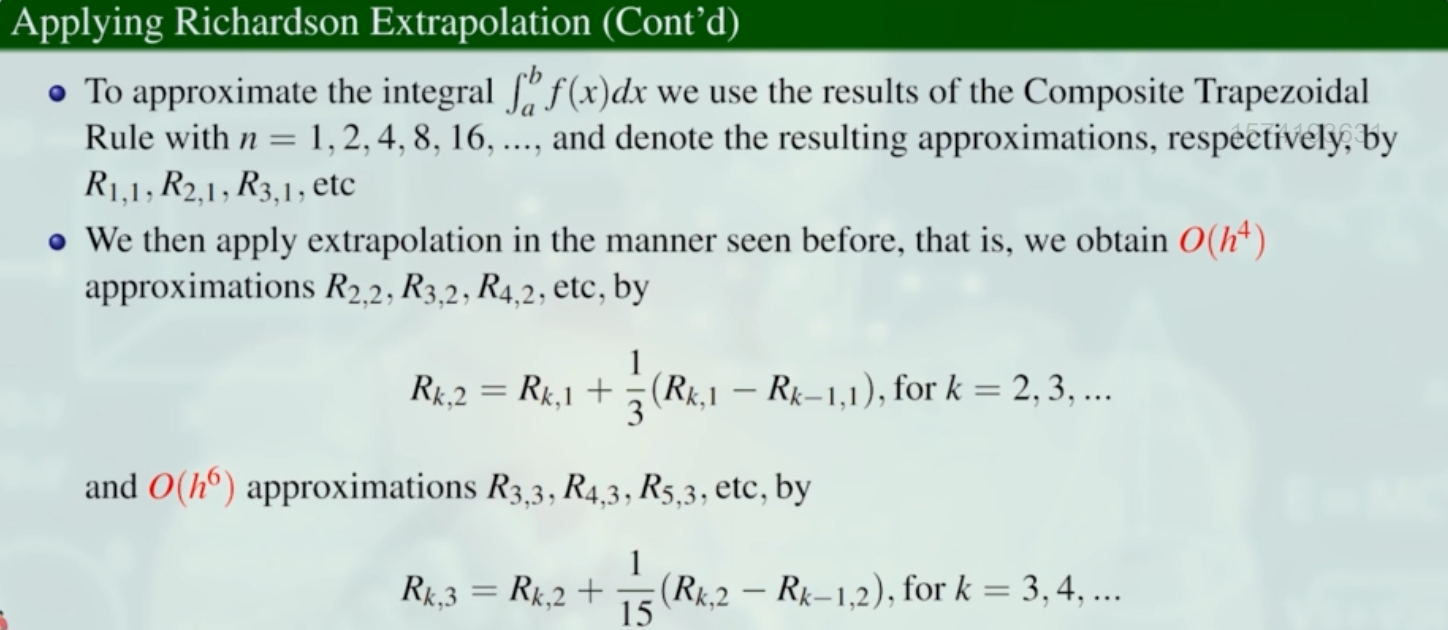 Applying Richardson Extrapolation (Cont'd)
To approximate the integral ∫_a^b f(x)dx we use the results of the Composite Trapezoidal
Rule with n = 1, 2, 4, 8, 16, ..., and denote the resulting approximations, respectively, by
R_{1,1}, R_{2,1}, R_{3,1}, etc
We then apply extrapolation in the manner seen before, that is, we obtain O(h^4)
approximations R_{2,2}, R_{3,2}, R_{4,2}, etc, by
R_{k,2} = R_{k,1} + 1/3 (R_{k,1} − R_{k−1,1}), for k = 2, 3, ...
and O(h^6) approximations R_{3,3}, R_{4,3}, R_{5,3}, etc, by
R_{k,3} = R_{k,2} + 1/15 (R_{k,2} − R_{k−1,2}), for k = 3, 4, ...